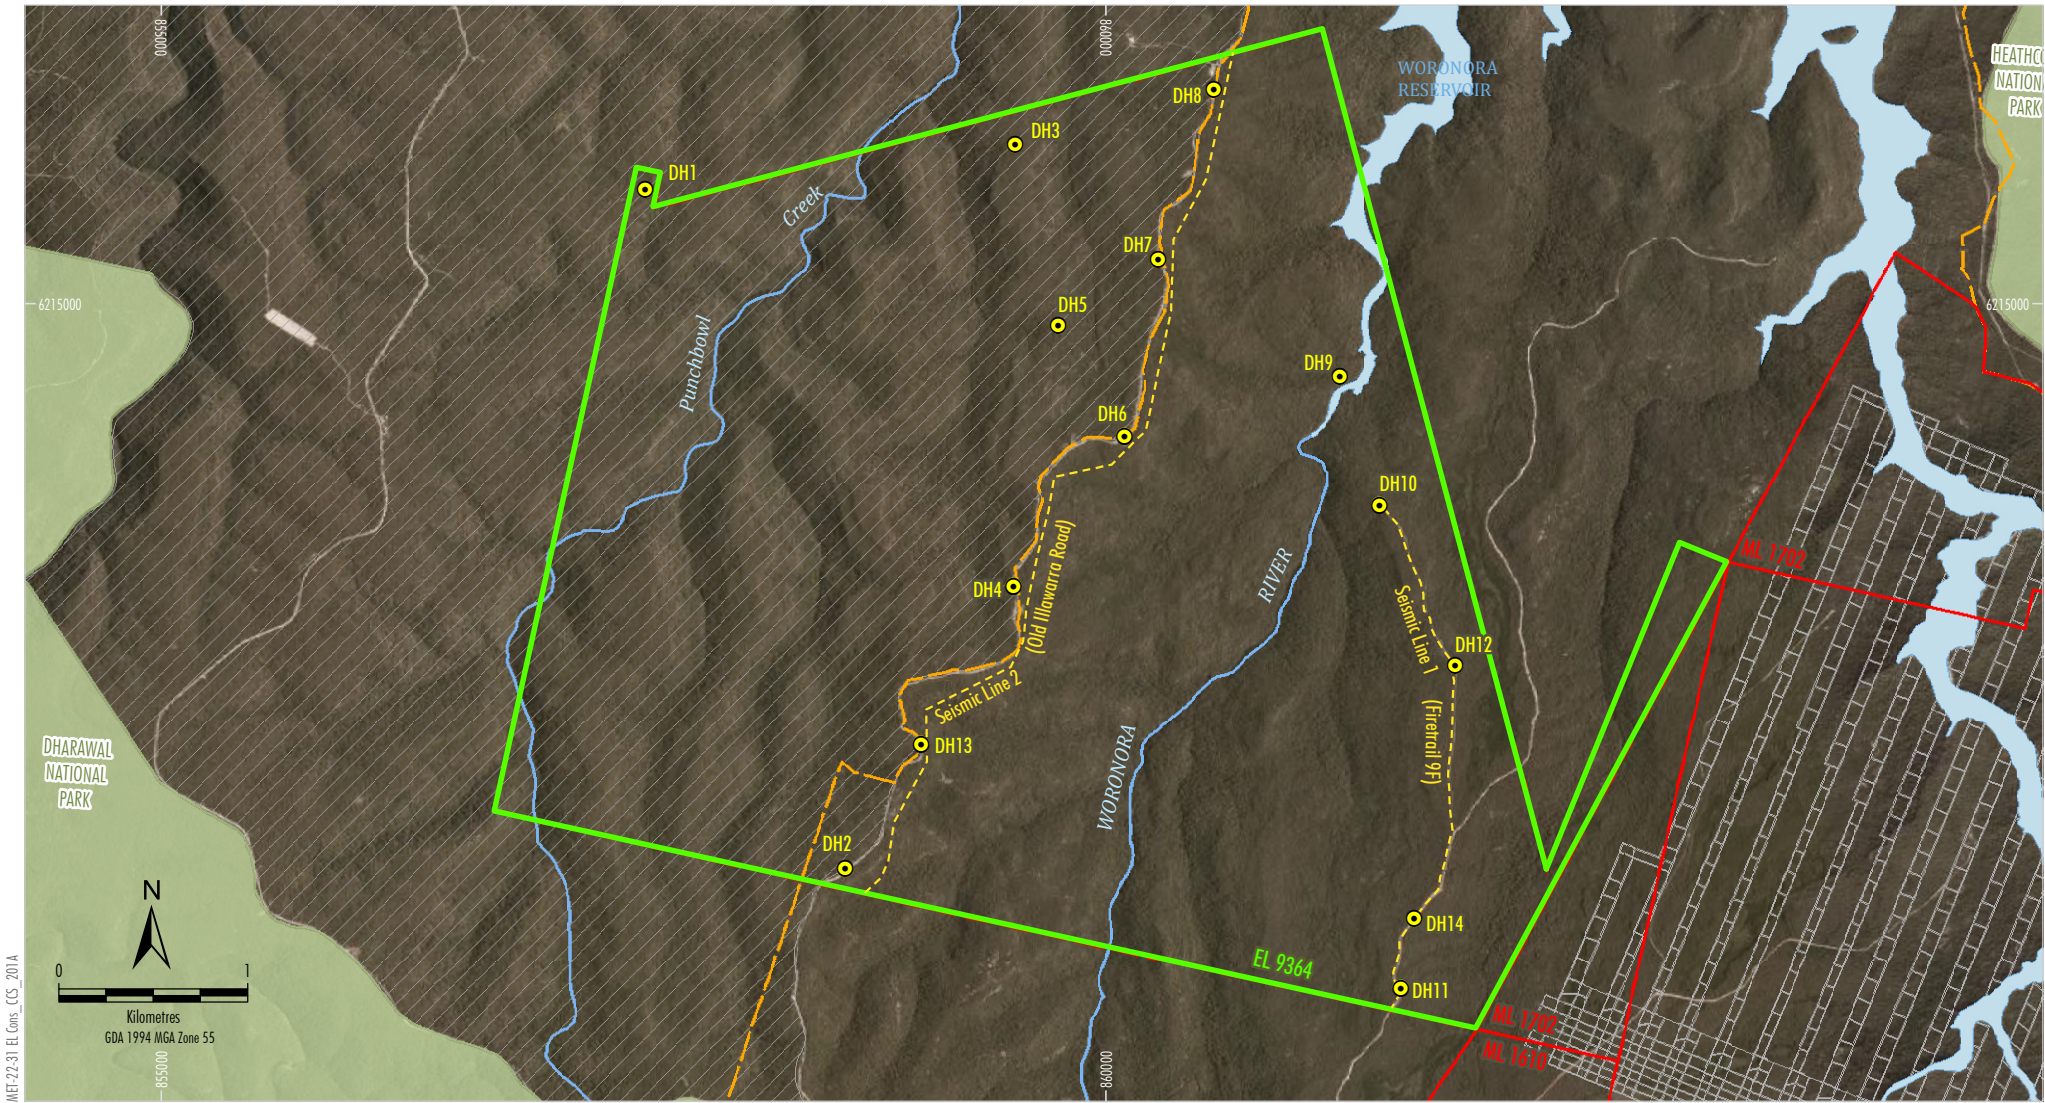 855000
860000
WORONORA
RESERVOIR
HEATHCO
NATION
PARK
DH8
DH3
DH1
Creek
DH7
6215000
6215000
DH5
Punchbowl
DH9
DH6
DH10
(Old Illawarra Road)
RIVER
ML 1702
DH4
Seismic Line 1
(Firetrail 9F)
DH12
Seismic Line 2
DH13
WORONORA
DHARAWAL
NATIONAL
PARK
DH2
N
DH14
EL 9364
0 1
Kilometres
GDA 1994 MGA Zone 55
DH11
ML 1702
ML 1610
855000
860000
MET-22-31 EL Cons_CCS_201A